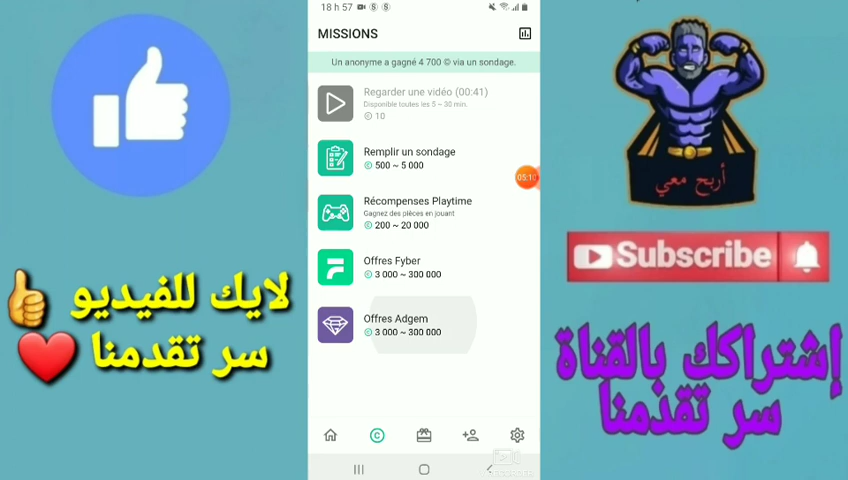 18 h 57
MISSIONS
Un anonyme a gagné 4 700 © via un sondage.
Regarder une vidéo (00:41)
Disponible toutes les 5 ~ 30 min.
© 10
Remplir un sondage
© 500 ~ 5 000
Récompenses Playtime
Gagnez des pièces en jouant
© 200 ~ 20 000
Offres Fyber
© 3 000 ~ 300 000
Offres Adgem
© 3 000 ~ 300 000
05:10
لايك للفيديو
سر تقدمنا
أربح معي
Subscribe
إشتراكك بالقناة
سر تقدمنا